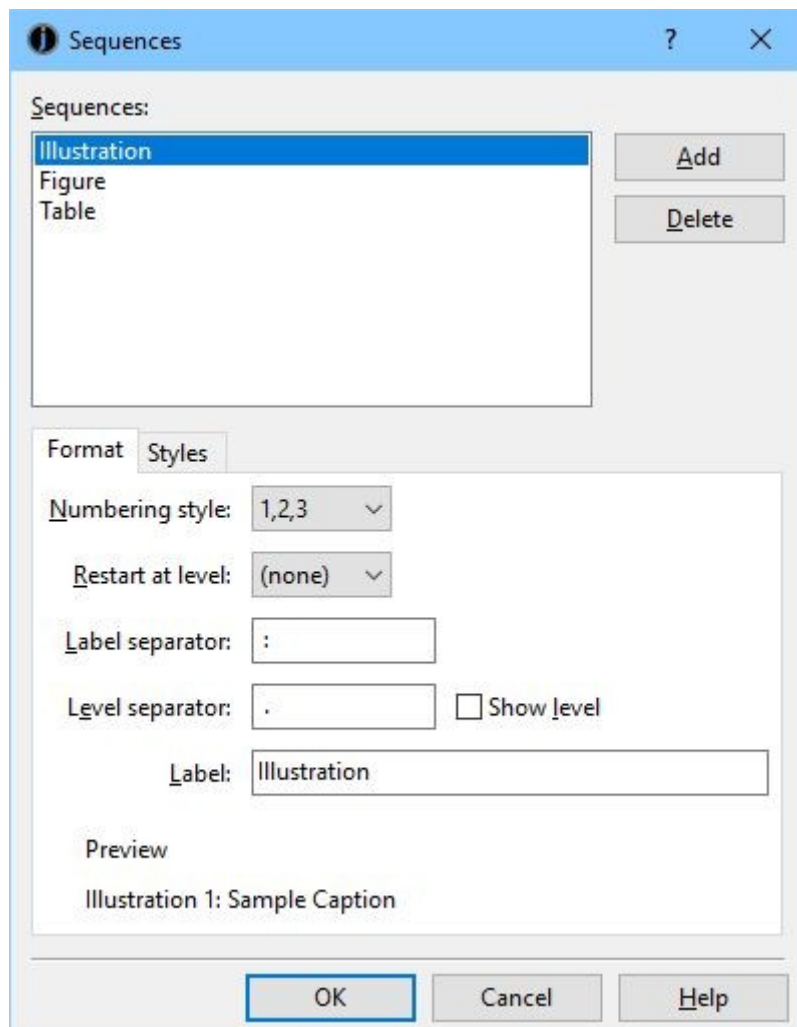 Sequences ?
Sequences:
Illustration
Figure
Table
Add
Delete
Format Styles
Numbering style: 1,2,3
Restart at level: (none)
Label separator: :
Level separator: . Show level
Label: Illustration
Preview
Illustration 1: Sample Caption
OK Cancel Help